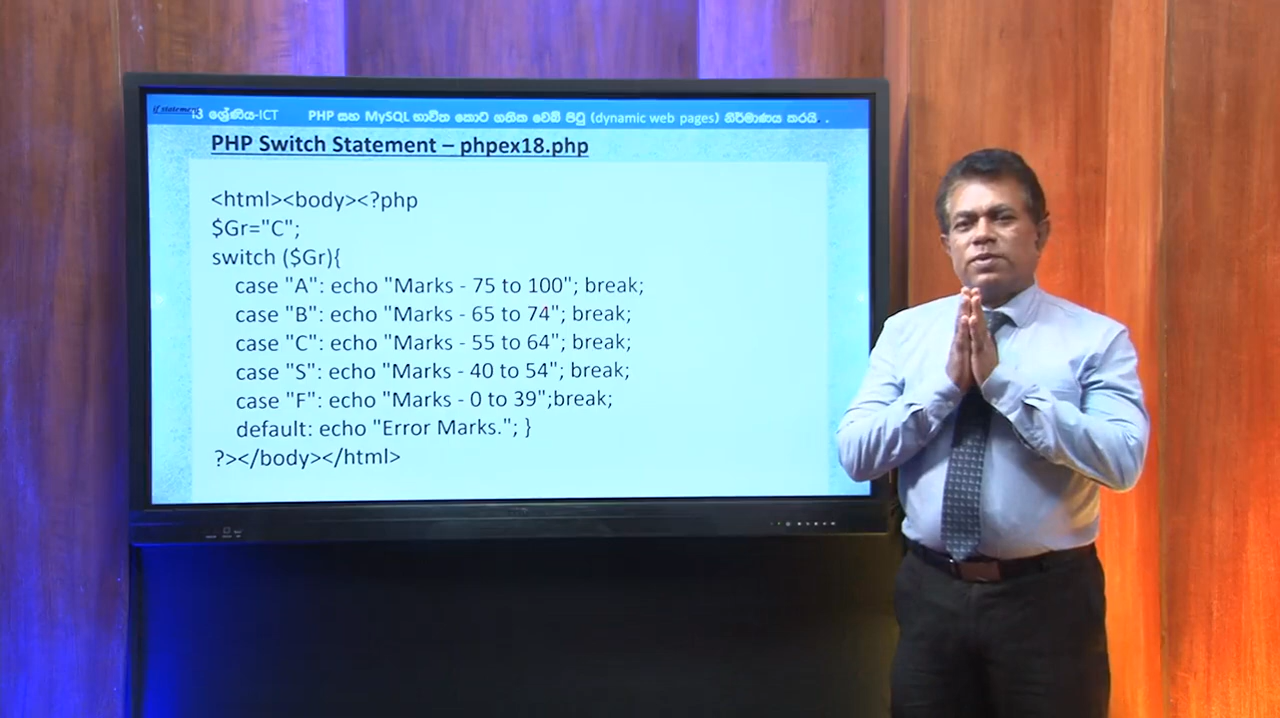 if statement
13 ශ්‍රේණිය-ICT PHP සහ MySQL භාවිත කොට ගතික වෙබ් පිටු (dynamic web pages) නිර්මාණය කරයි. .
PHP Switch Statement – phpex18.php
<html><body><?php
$Gr="C";
switch ($Gr){
case "A": echo "Marks - 75 to 100"; break;
case "B": echo "Marks - 65 to 74"; break;
case "C": echo "Marks - 55 to 64"; break;
case "S": echo "Marks - 40 to 54"; break;
case "F": echo "Marks - 0 to 39";break;
default: echo "Error Marks."; }
?></body></html>